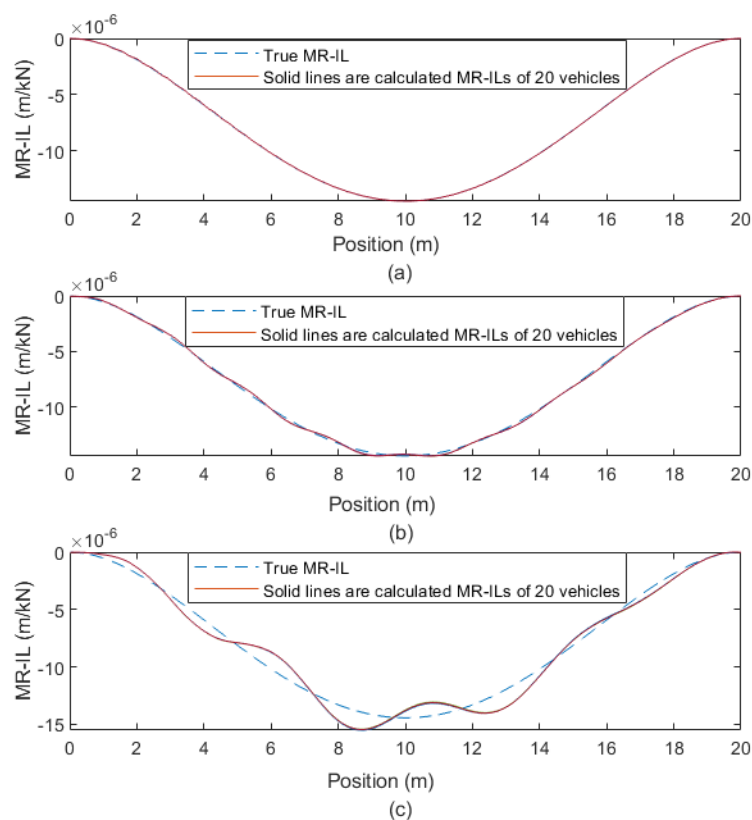 ×10⁻⁶
0
-5
-10
MR-IL (m/kN)
True MR-IL
Solid lines are calculated MR-ILs of 20 vehicles
0 2 4 6 8 10 12 14 16 18 20
Position (m)
(a)
×10⁻⁶
0
-5
-10
MR-IL (m/kN)
True MR-IL
Solid lines are calculated MR-ILs of 20 vehicles
0 2 4 6 8 10 12 14 16 18 20
Position (m)
(b)
×10⁻⁶
0
-5
-10
-15
MR-IL (m/kN)
True MR-IL
Solid lines are calculated MR-ILs of 20 vehicles
0 2 4 6 8 10 12 14 16 18 20
Position (m)
(c)